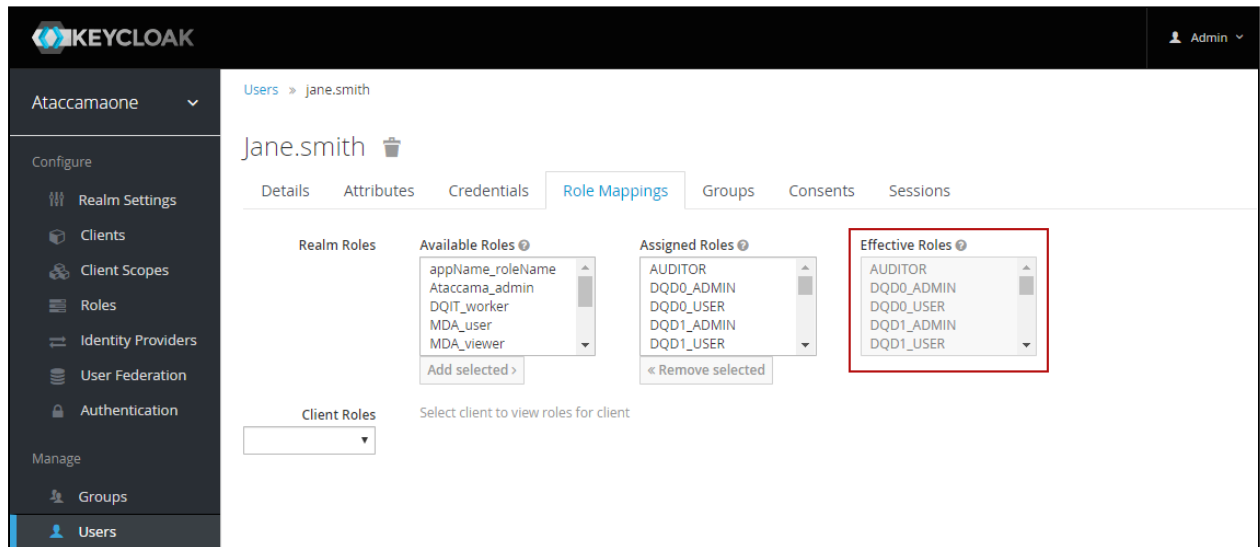 KEYCLOAK
Admin
Ataccamaone
Configure
Realm Settings
Clients
Client Scopes
Roles
Identity Providers
User Federation
Authentication
Manage
Groups
Users
Users » jane.smith
Jane.smith
Details Attributes Credentials Role Mappings Groups Consents Sessions
Realm Roles
Available Roles
appName_roleName
Ataccama_admin
DQIT_worker
MDA_user
MDA_viewer
Add selected ›
Assigned Roles
AUDITOR
DQD0_ADMIN
DQD0_USER
DQD1_ADMIN
DQD1_USER
« Remove selected
Effective Roles
AUDITOR
DQD0_ADMIN
DQD0_USER
DQD1_ADMIN
DQD1_USER
Client Roles
Select client to view roles for client